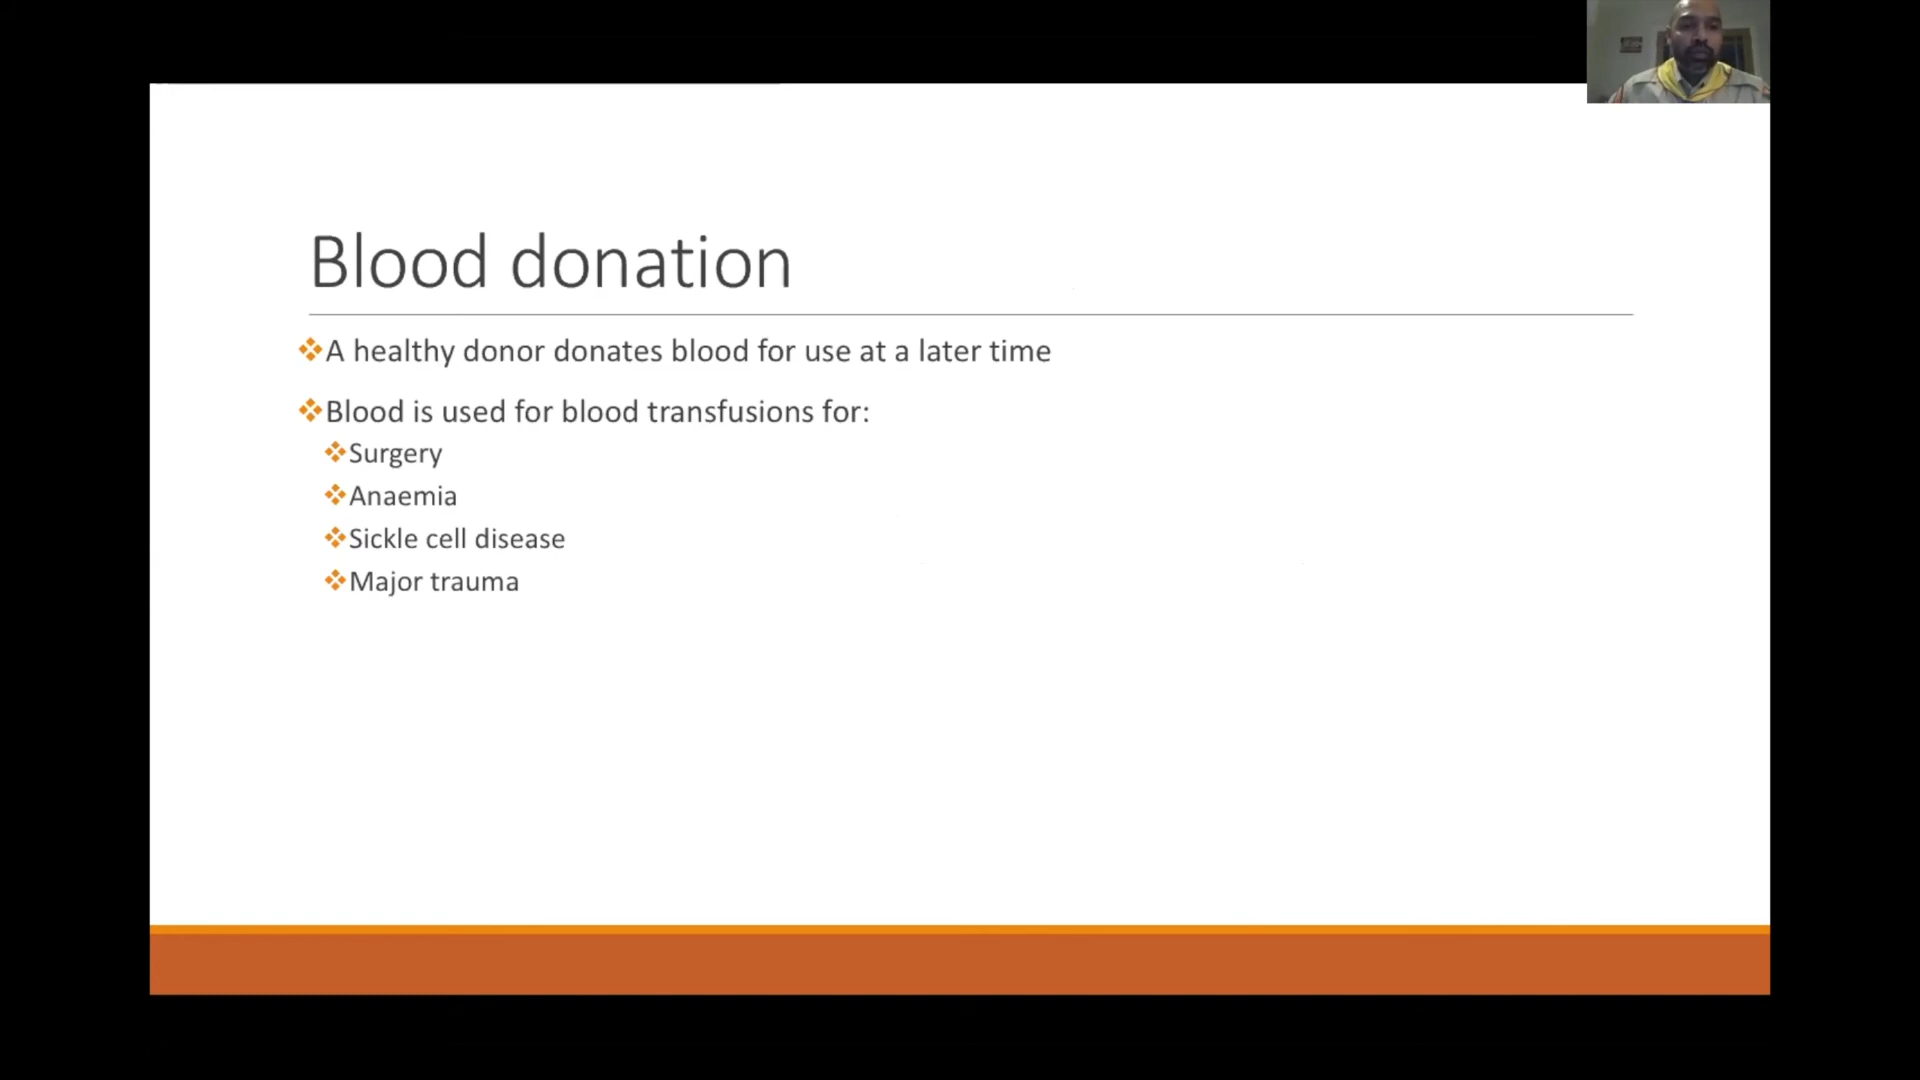 Blood donation
A healthy donor donates blood for use at a later time
Blood is used for blood transfusions for:
Surgery
Anaemia
Sickle cell disease
Major trauma